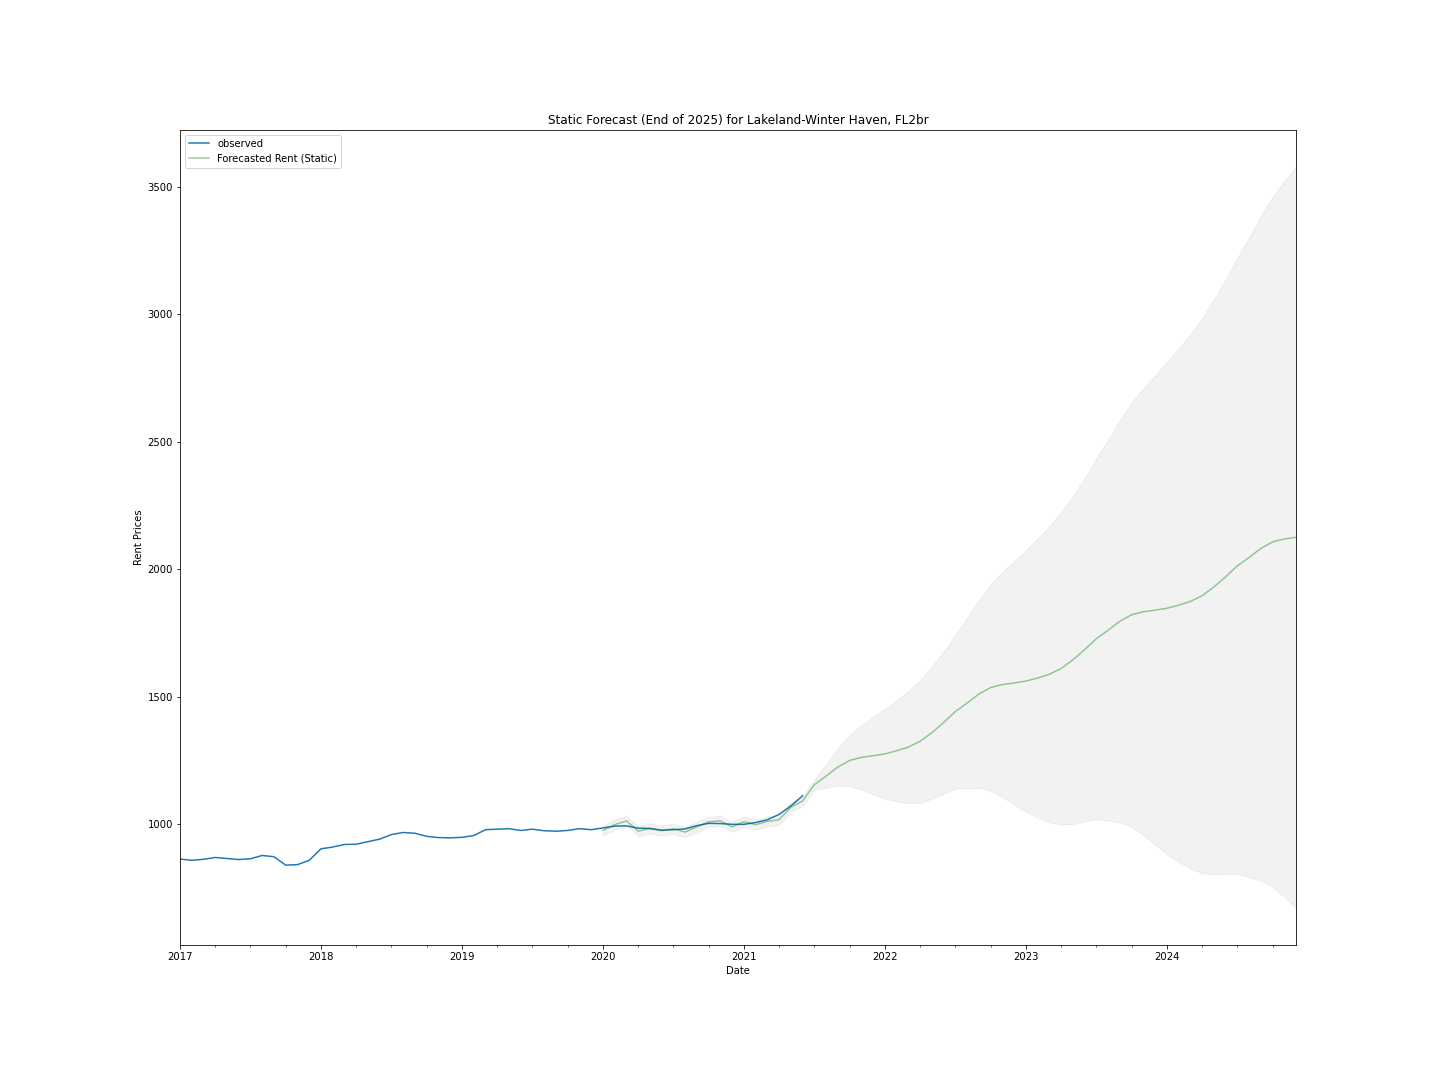 Static Forecast (End of 2025) for Lakeland-Winter Haven, FL2br
observed
Forecasted Rent (Static)
3500
3000
2500
2000
1500
1000
Rent Prices
2017 2018 2019 2020 2021 2022 2023 2024
Date